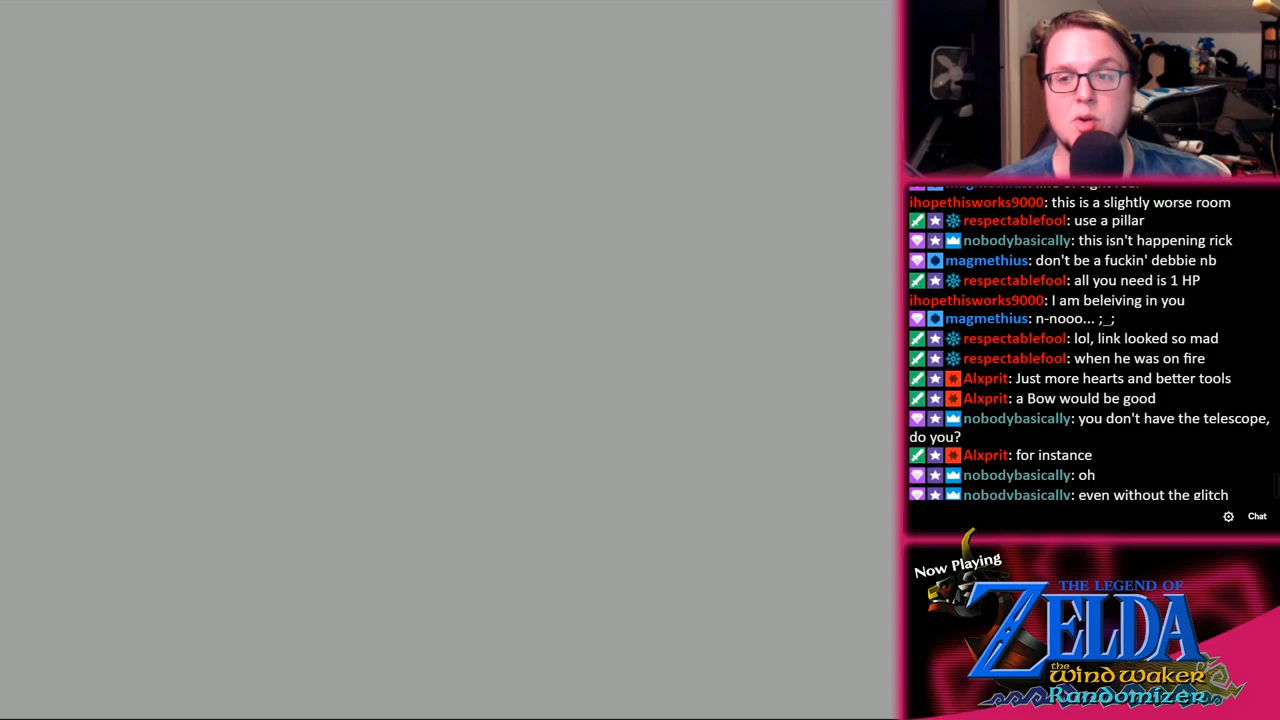 ihopethisworks9000: this is a slightly worse room
respectablefool: use a pillar
nobodybasically: this isn't happening rick
magmethius: don't be a fuckin' debbie nb
respectablefool: all you need is 1 HP
ihopethisworks9000: I am beleiving in you
magmethius: n-nooo... ;_;
respectablefool: lol, link looked so mad
respectablefool: when he was on fire
Alxprit: Just more hearts and better tools
Alxprit: a Bow would be good
nobodybasically: you don't have the telescope,
do you?
Alxprit: for instance
nobodybasically: oh
nobodybasically: even without the glitch
Chat
Now Playing
THE LEGEND OF
ZELDA
the
Wind Waker
Randomizer